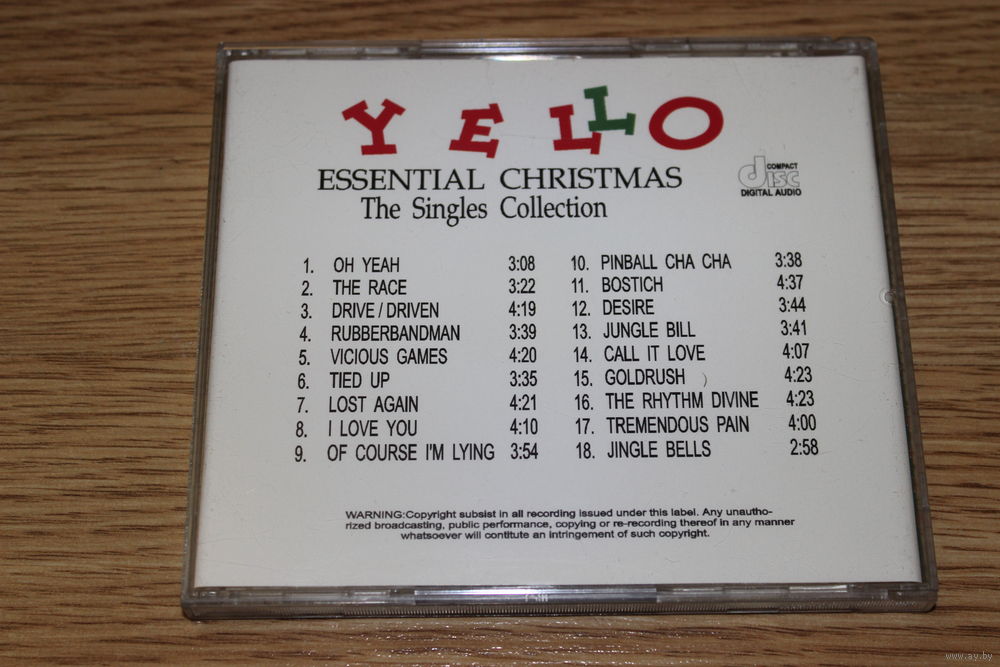 YELLO
ESSENTIAL CHRISTMAS
The Singles Collection
COMPACT
disc
DIGITAL AUDIO
1. OH YEAH 3:08
2. THE RACE 3:22
3. DRIVE / DRIVEN 4:19
4. RUBBERBANDMAN 3:39
5. VICIOUS GAMES 4:20
6. TIED UP 3:35
7. LOST AGAIN 4:21
8. I LOVE YOU 4:10
9. OF COURSE I'M LYING 3:54
10. PINBALL CHA CHA 3:38
11. BOSTICH 4:37
12. DESIRE 3:44
13. JUNGLE BILL 3:41
14. CALL IT LOVE 4:07
15. GOLDRUSH ) 4:23
16. THE RHYTHM DIVINE 4:23
17. TREMENDOUS PAIN 4:00
18. JINGLE BELLS 2:58
WARNING:Copyright subsist in all recording issued under this label. Any unautho-
rized broadcasting, public performance, copying or re-recording thereof in any manner
whatsoever will contitute an intringement of such copyright.
www.ay.by